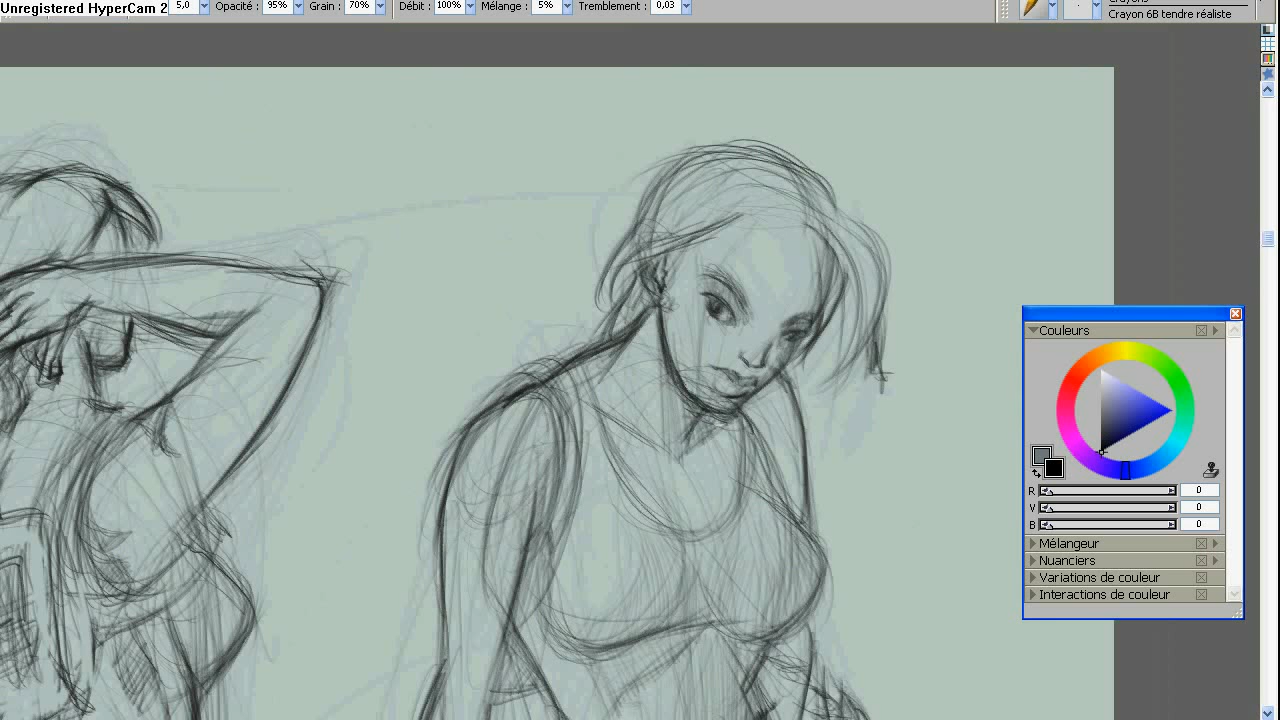 Unregistered HyperCam 2 5,0 Opacité : 95% Grain : 70% Débit : 100% Mélange : 5% Tremblement : 0,03
Crayon 6B tendre réaliste
Couleurs
R 0
V 0
B 0
Mélangeur
Nuanciers
Variations de couleur
Interactions de couleur